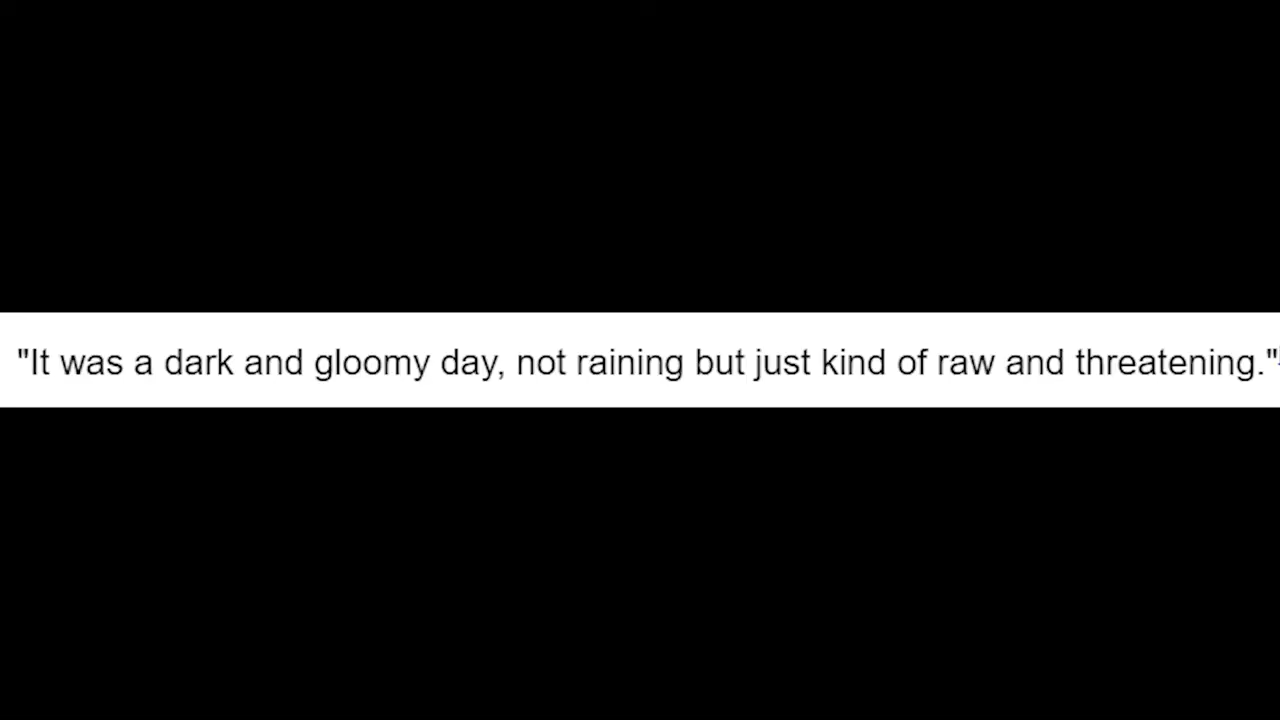 "It was a dark and gloomy day, not raining but just kind of raw and threatening."